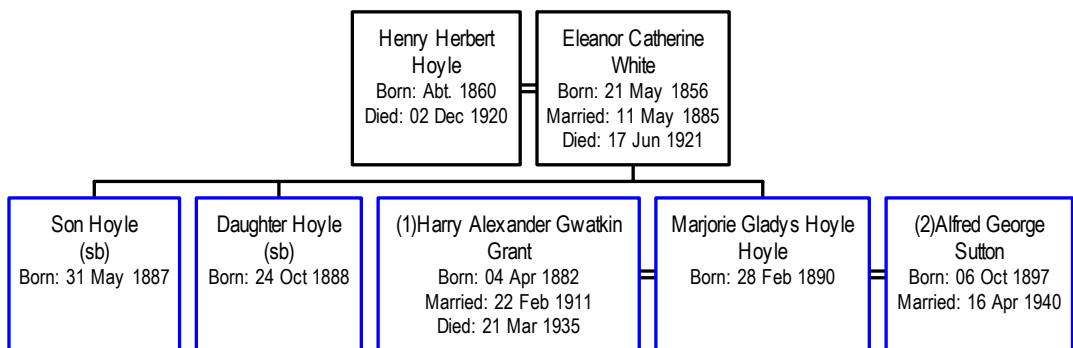 Henry Herbert
Hoyle
Born: Abt. 1860
Died: 02 Dec 1920
Eleanor Catherine
White
Born: 21 May 1856
Married: 11 May 1885
Died: 17 Jun 1921
Son Hoyle
(sb)
Born: 31 May 1887
Daughter Hoyle
(sb)
Born: 24 Oct 1888
(1)Harry Alexander Gwatkin
Grant
Born: 04 Apr 1882
Married: 22 Feb 1911
Died: 21 Mar 1935
Marjorie Gladys Hoyle
Hoyle
Born: 28 Feb 1890
(2)Alfred George
Sutton
Born: 06 Oct 1897
Married: 16 Apr 1940